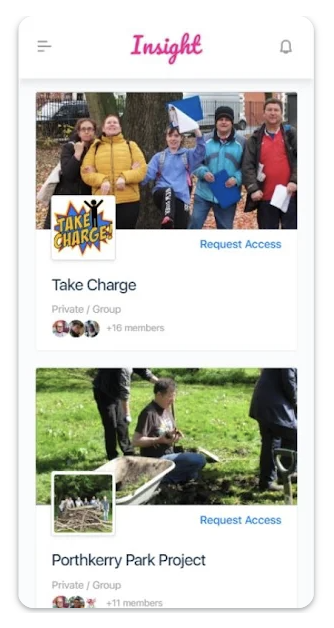 Insight
TAKE
CHARGE!
Request Access
Take Charge
Private / Group
+16 members
Request Access
Porthkerry Park Project
Private / Group
+11 members